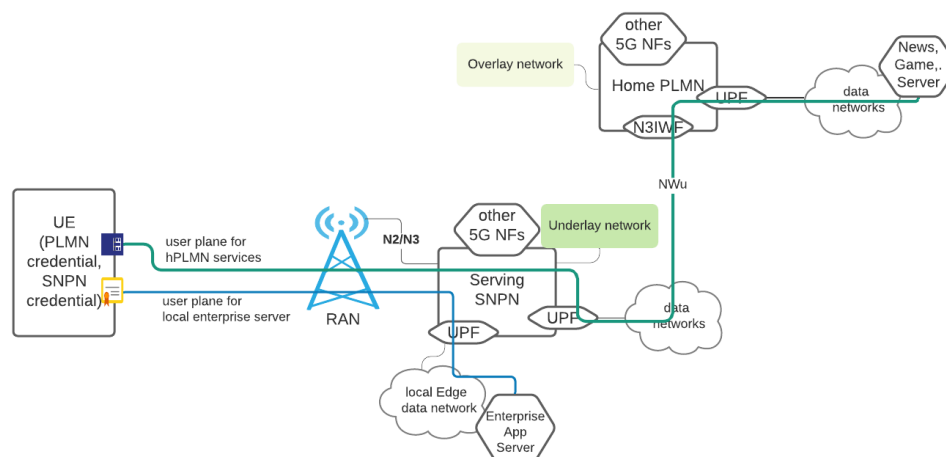 other
5G NFs
Overlay network
Home PLMN
UPF
N3IWF
data
networks
News,
Game,.
Server
NWu
UE
(PLMN
credential,
SNPN
credential)
user plane for
hPLMN services
user plane for
local enterprise server
RAN
N2/N3
other
5G NFs
Underlay network
Serving
SNPN
UPF
UPF
data
networks
local Edge
data network
Enterprise
App
Server